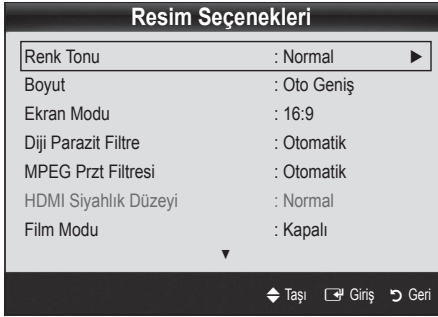 Resim Seçenekleri
Renk Tonu : Normal ►
Boyut : Oto Geniş
Ekran Modu : 16:9
Diji Parazit Filtre : Otomatik
MPEG Przt Filtresi : Otomatik
HDMI Siyahlık Düzeyi : Normal
Film Modu : Kapalı
▼
Taşı Giriş Geri